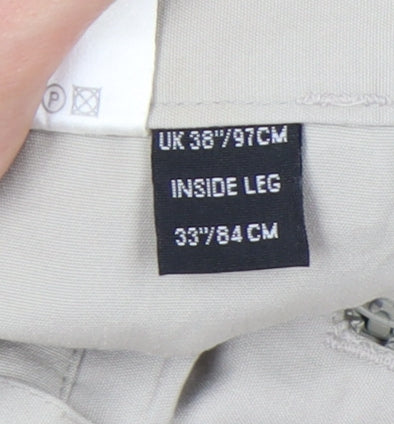 P
UK 38"/97CM
INSIDE LEG
33"/84 CM